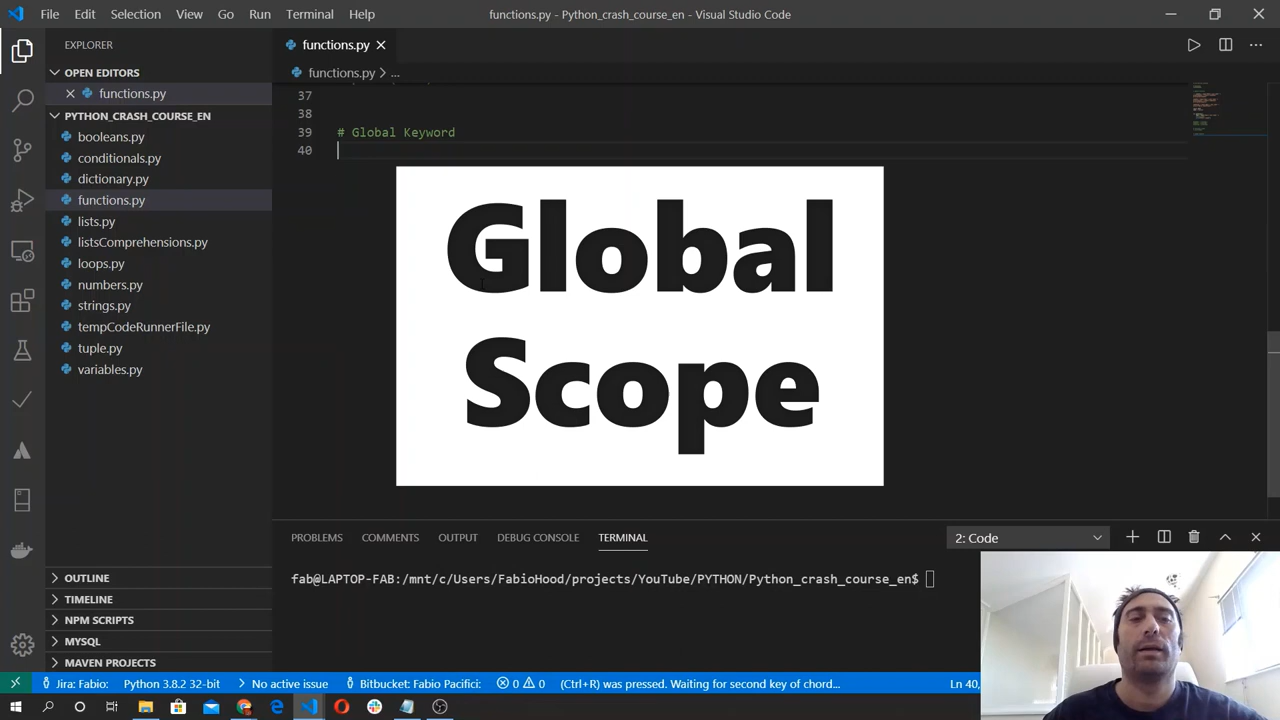 File Edit Selection View Go Run Terminal Help
functions.py - Python_crash_course_en - Visual Studio Code
EXPLORER
OPEN EDITORS
functions.py
PYTHON_CRASH_COURSE_EN
booleans.py
conditionals.py
dictionary.py
functions.py
lists.py
listsComprehensions.py
loops.py
numbers.py
strings.py
tempCodeRunnerFile.py
tuple.py
variables.py
OUTLINE
TIMELINE
NPM SCRIPTS
MYSQL
MAVEN PROJECTS
functions.py
functions.py > ...
37
38
39 # Global Keyword
40
Global
Scope
PROBLEMS COMMENTS OUTPUT DEBUG CONSOLE TERMINAL
2: Code
fab@LAPTOP-FAB:/mnt/c/Users/FabioHood/projects/YouTube/PYTHON/Python_crash_course_en$
Jira: Fabio: Python 3.8.2 32-bit No active issue Bitbucket: Fabio Pacifici: 0 0 (Ctrl+R) was pressed. Waiting for second key of chord... Ln 40,